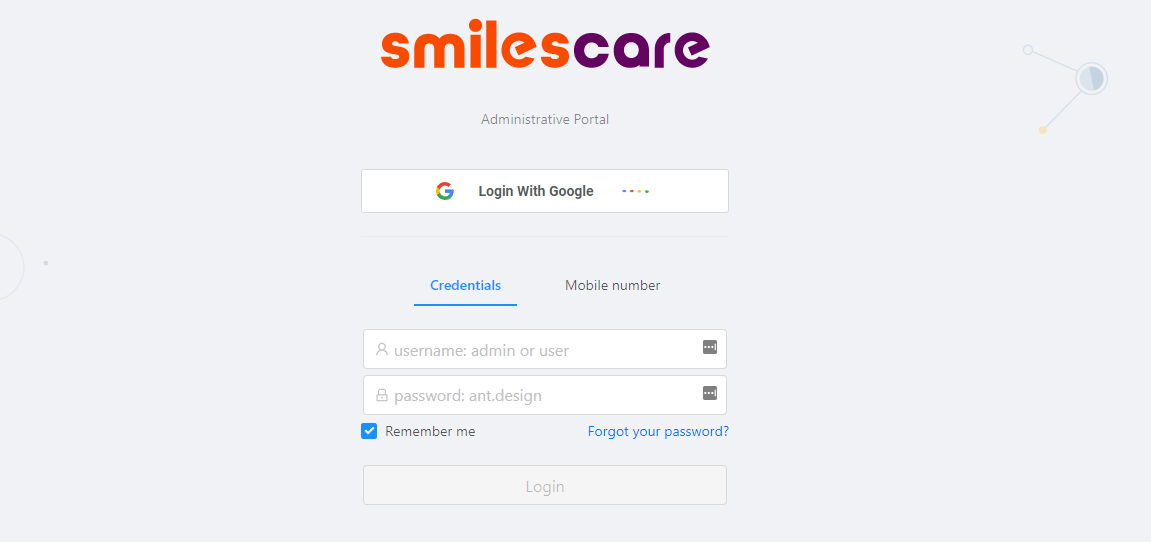 smilescare
Administrative Portal
Login With Google
Credentials
Mobile number
username: admin or user
password: ant.design
Remember me
Forgot your password?
Login